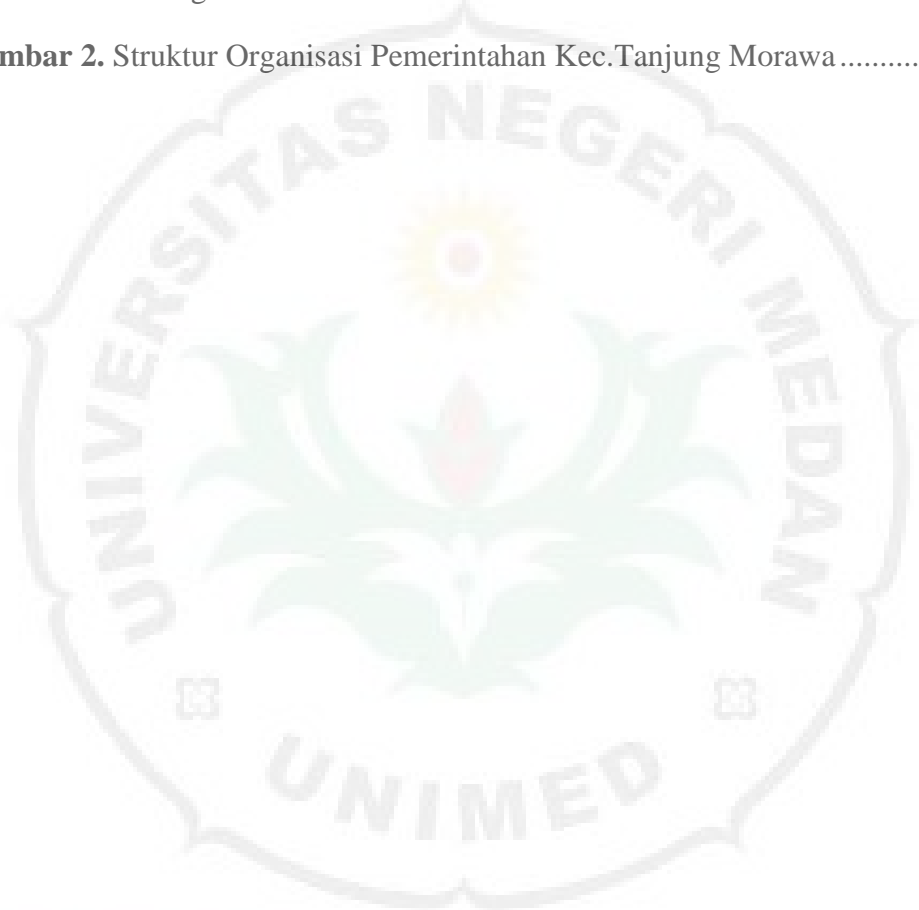 mbar 2. Struktur Organisasi Pemerintahan Kec.Tanjung Morawa ..........
UNIVERSITAS NEGERI MEDAN
UNIMED